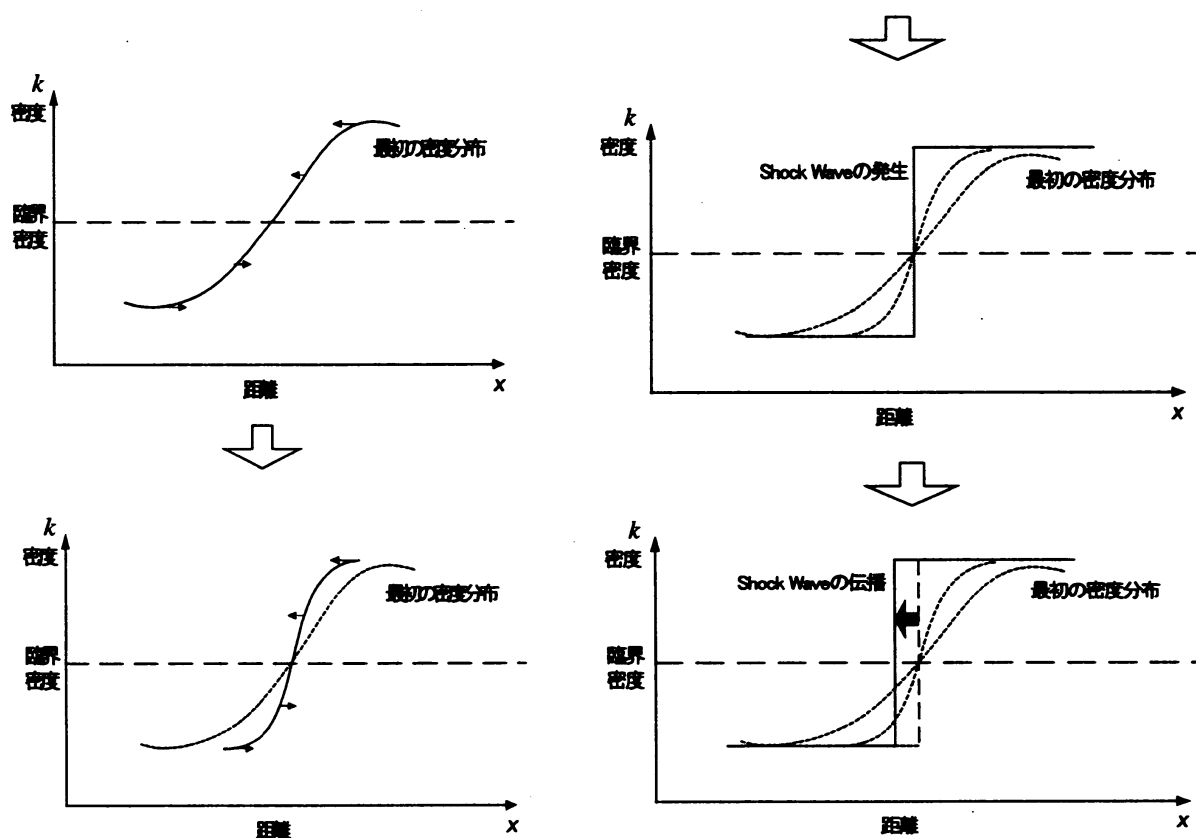 k
密度
最初の密度分布
臨界
密度
距離
x
k
密度
最初の密度分布
臨界
密度
距離
x
k
密度
Shock Waveの発生
最初の密度分布
臨界
密度
距離
x
k
密度
Shock Waveの伝播
最初の密度分布
臨界
密度
距離
x